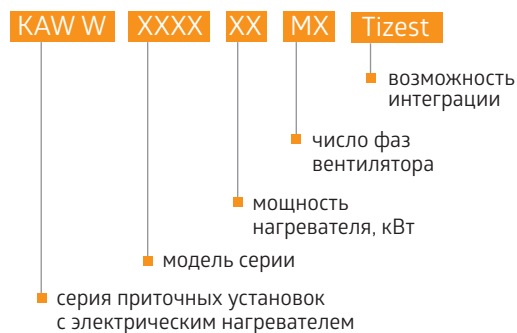 KAW W XXXX XX MX Tizest
возможность
интеграции
число фаз
вентилятора
мощность
нагревателя, кВт
модель серии
серия приточных установок
с электрическим нагревателем